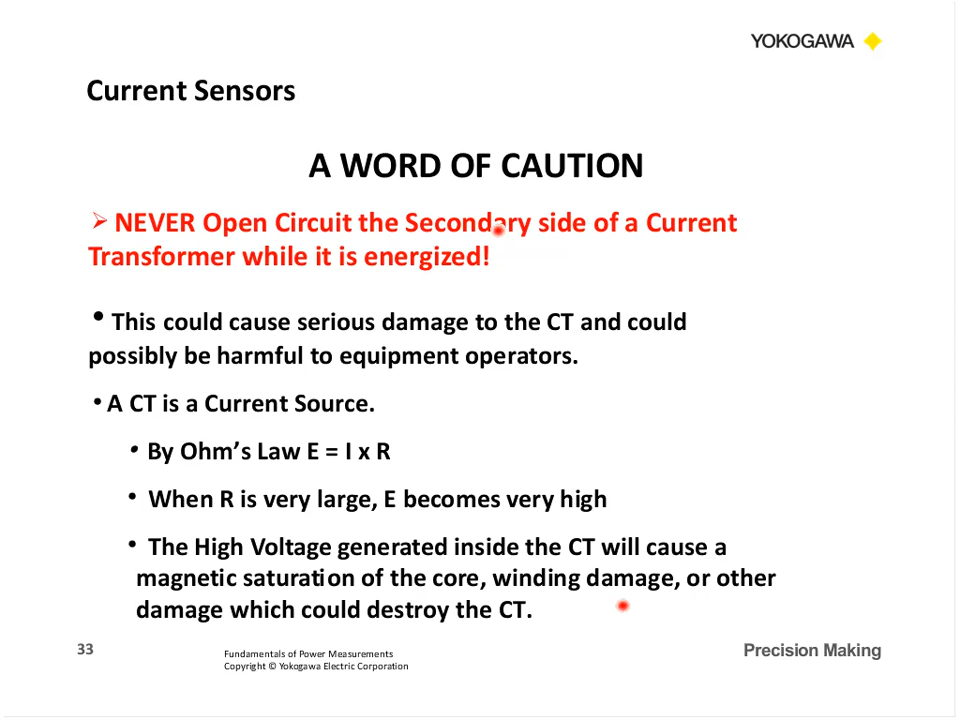 YOKOGAWA
Current Sensors
A WORD OF CAUTION
➢ NEVER Open Circuit the Secondary side of a Current
Transformer while it is energized!
• This could cause serious damage to the CT and could
possibly be harmful to equipment operators.
• A CT is a Current Source.
• By Ohm’s Law E = I x R
• When R is very large, E becomes very high
• The High Voltage generated inside the CT will cause a
magnetic saturation of the core, winding damage, or other
damage which could destroy the CT.
33
Fundamentals of Power Measurements
Copyright © Yokogawa Electric Corporation
Precision Making